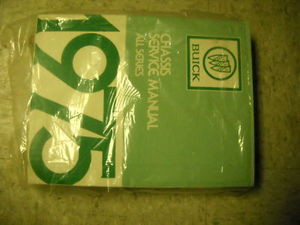 1975
CHASSIS
SERVICE MANUAL
ALL SERIES
BUICK